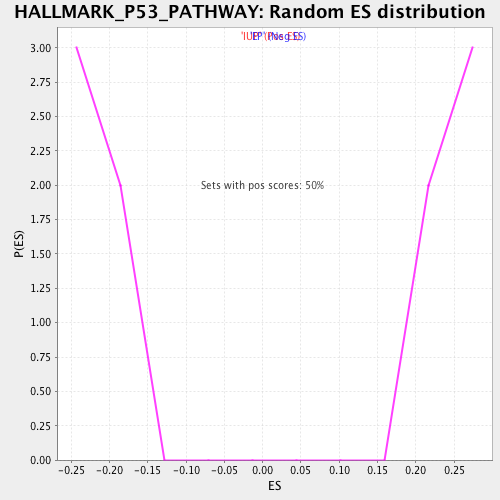 HALLMARK_P53_PATHWAY: Random ES distribution
3.00
2.75
2.50
2.25
2.00
1.75
1.50
1.25
1.00
0.75
0.50
0.25
0.00
P(ES)
Sets with pos scores: 50%
-0.25 -0.20 -0.15 -0.10 -0.05 0.00 0.05 0.10 0.15 0.20 0.25
ES